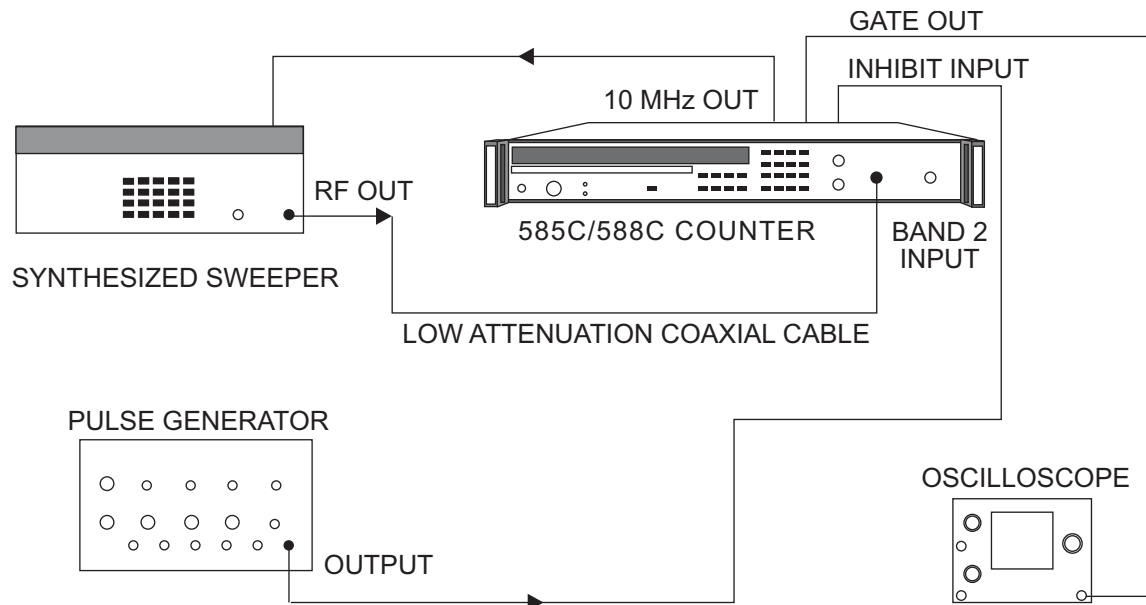 GATE OUT
INHIBIT INPUT
10 MHz OUT
RF OUT
585C/588C COUNTER
BAND 2
INPUT
SYNTHESIZED SWEEPER
LOW ATTENUATION COAXIAL CABLE
PULSE GENERATOR
OSCILLOSCOPE
OUTPUT